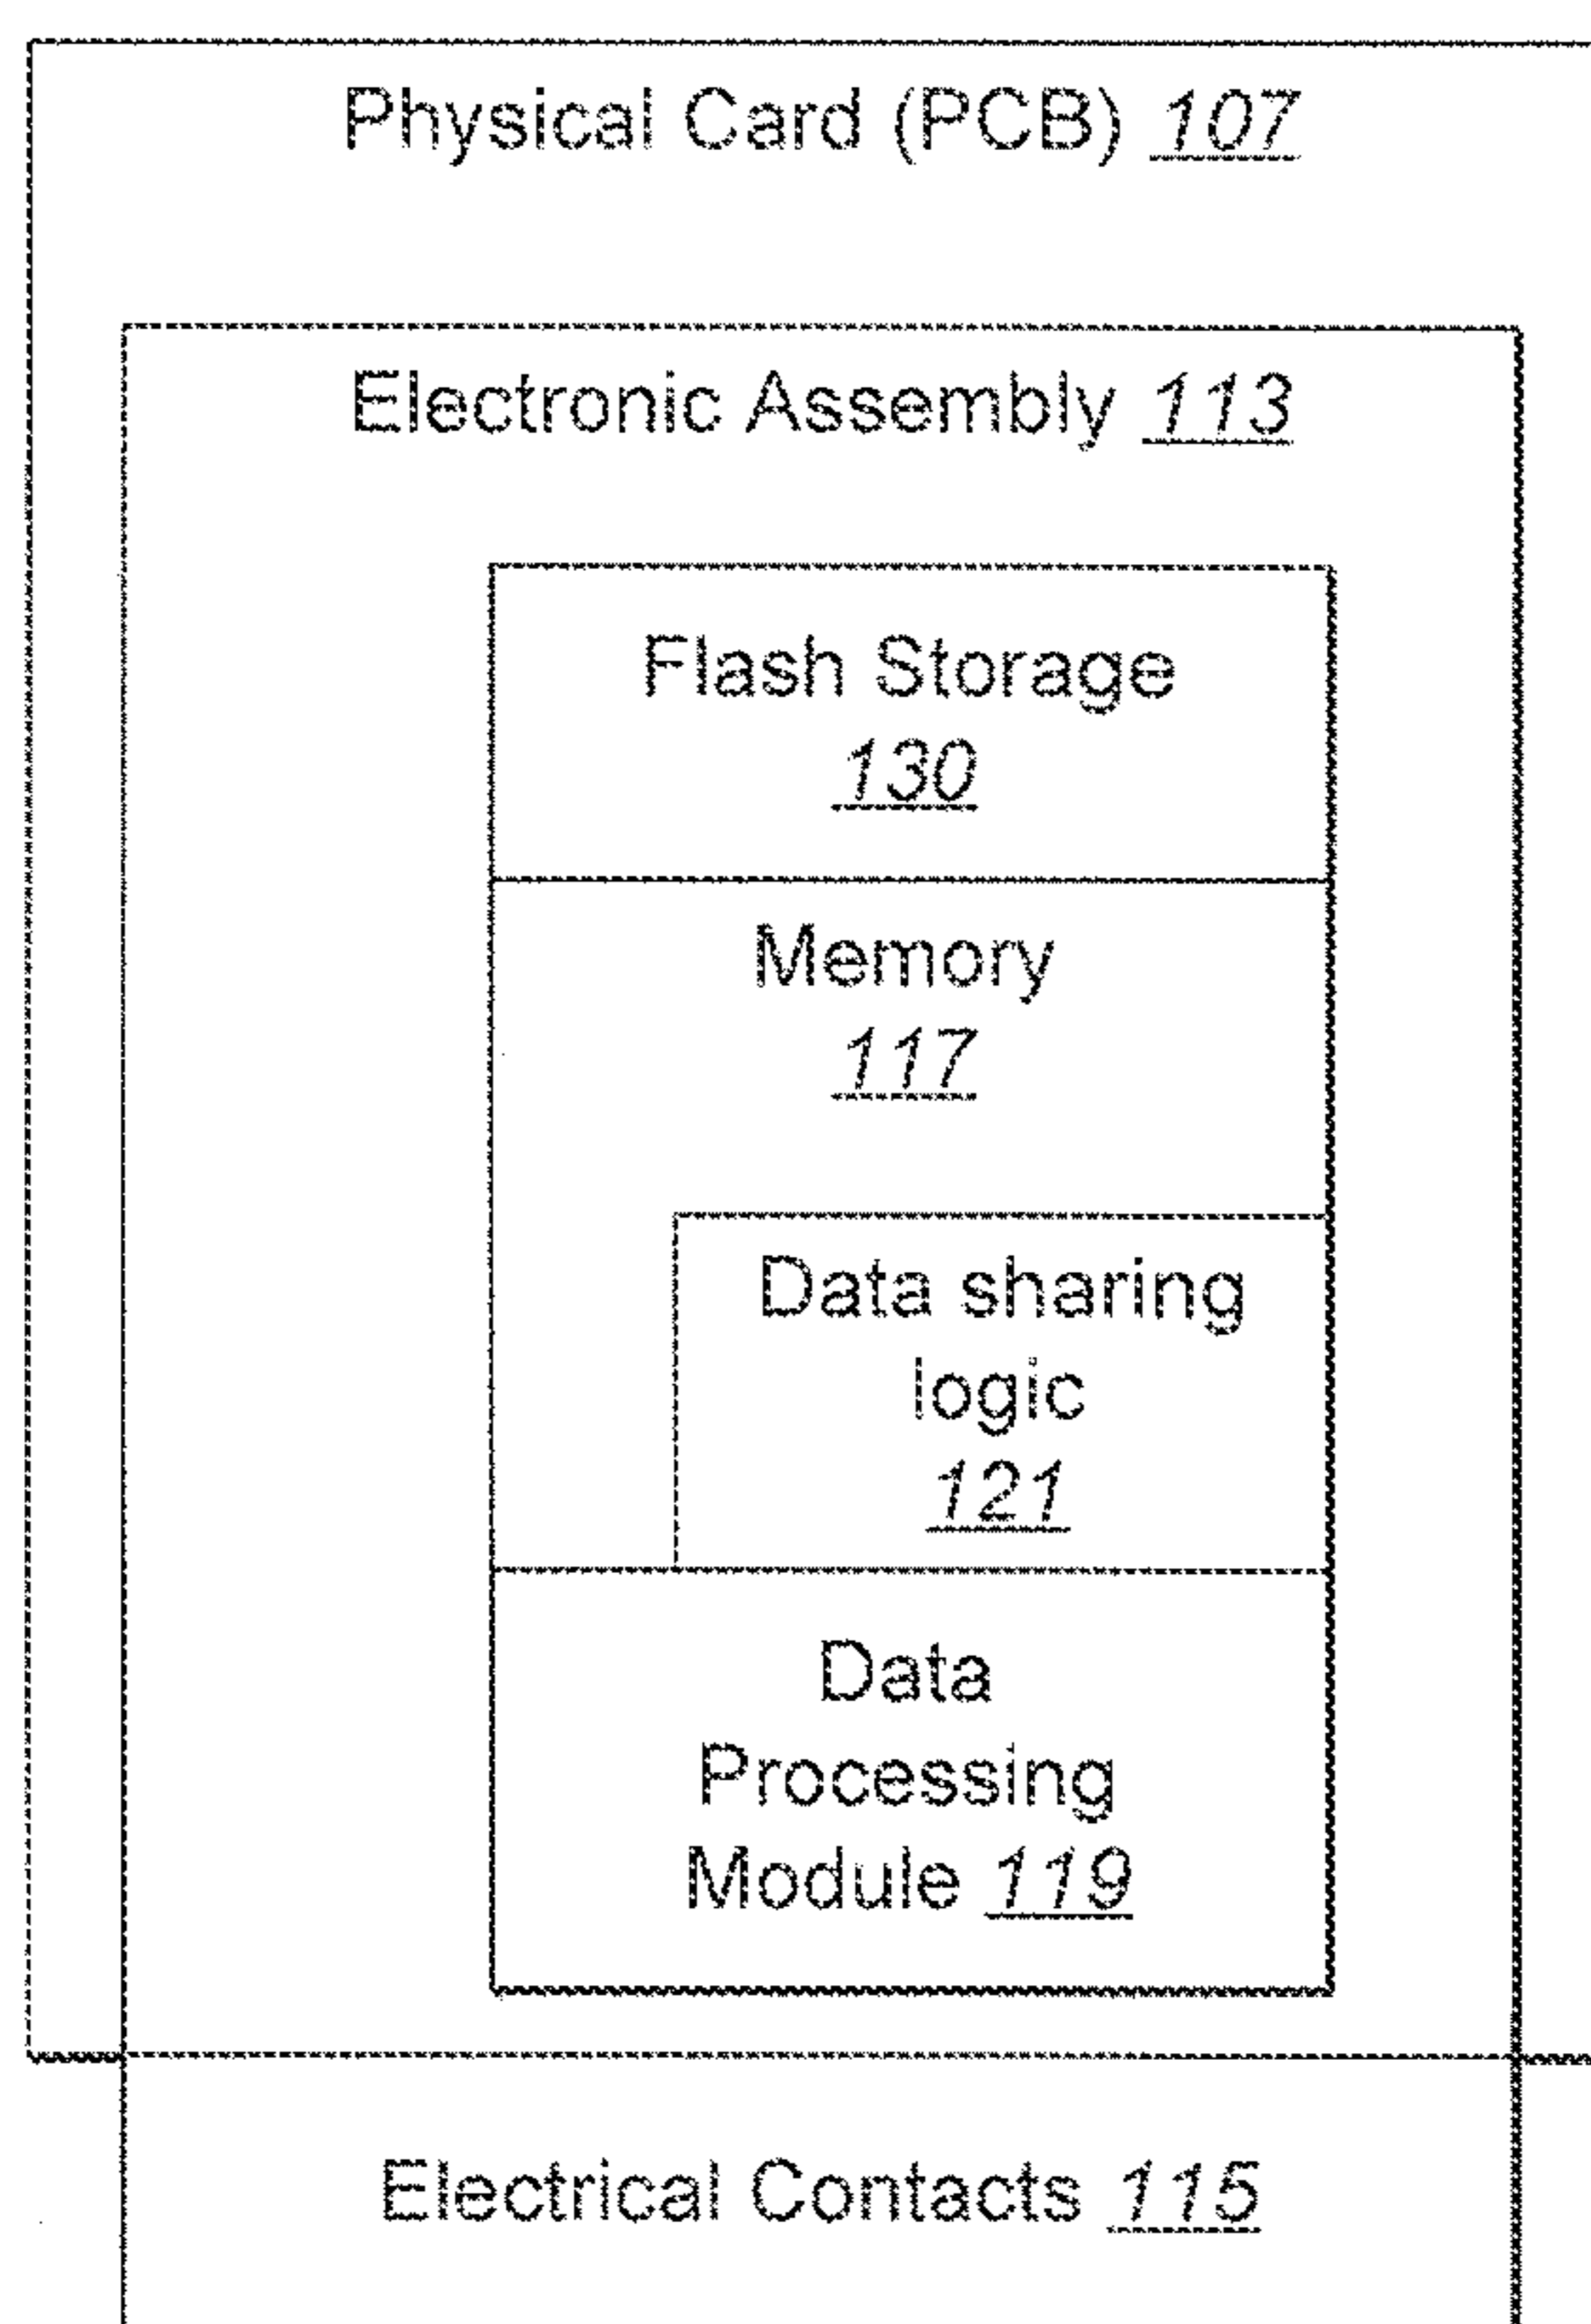 Physical Card (PCB) 107
Electronic Assembly 113
Flash Storage
130
Memory
117
Data sharing
logic
121
Data
Processing
Module 119
Electrical Contacts 115